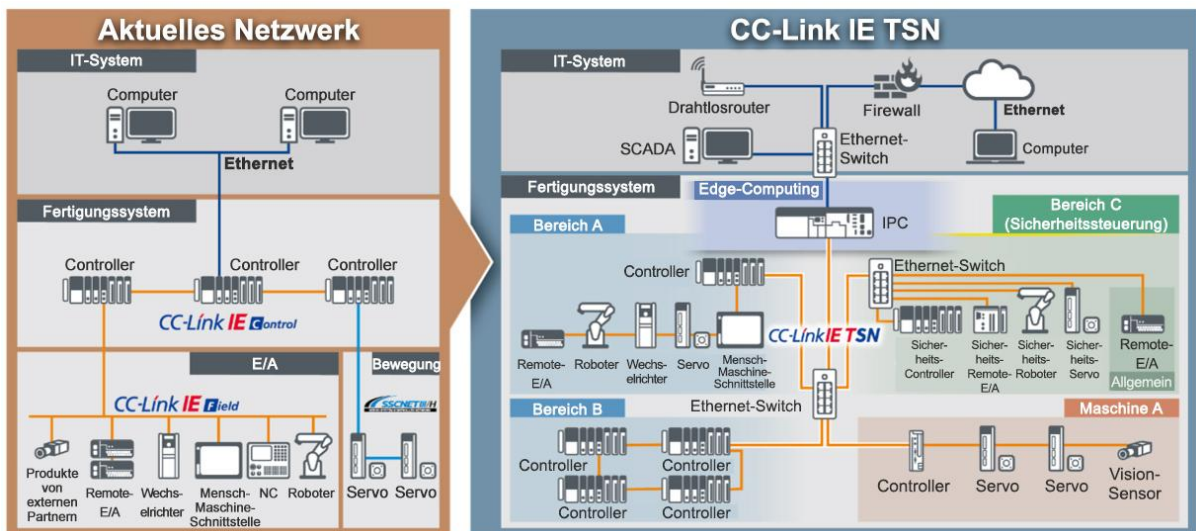 Aktuelles Netzwerk
IT-System
Computer
Computer
Ethernet
Fertigungssystem
Controller
Controller
Controller
CC-Link IE Control
E/A
Bewegung
CC-Link IE Field
SSCNETIII/H
Produkte
von
externen
Partnern
Remote-
E/A
Wechs-
elrichter
Mensch-
Maschine-
Schnittstelle
NC
Roboter
Servo
Servo
CC-Link IE TSN
IT-System
Drahtlosrouter
Firewall
Ethernet
SCADA
Ethernet-
Switch
Computer
Fertigungssystem
Edge-Computing
IPC
Bereich A
Bereich C
(Sicherheitssteuerung)
Controller
Ethernet-Switch
CC-Link IE TSN
Remote-
E/A
Roboter
Wechs-
elrichter
Servo
Mensch-
Maschine-
Schnittstelle
Sicher-
heits-
Controller
Sicher-
heits-
Remote-
E/A
Sicher-
heits-
Roboter
Sicher-
heits-
Servo
Remote-
E/A
Allgemein
Ethernet-Switch
Bereich B
Controller
Controller
Controller
Controller
Maschine A
Controller
Servo
Servo
Vision-
Sensor